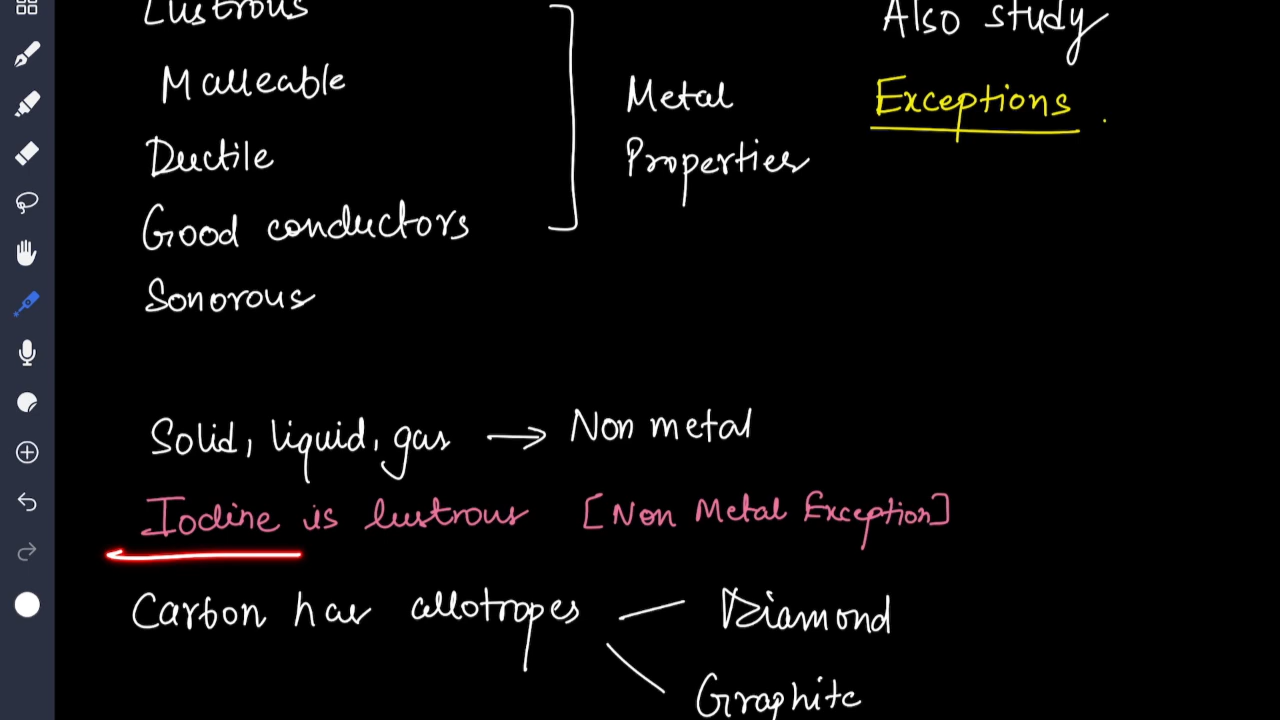 Lustrous
Also study
Malleable
Metal
Exceptions.
Ductile
Properties
Good conductors
Sonorous
Solid, liquid, gas → Non metal
Iodine is lustrous [Non Metal Exception]
Carbon has allotropes
Diamond
Graphite